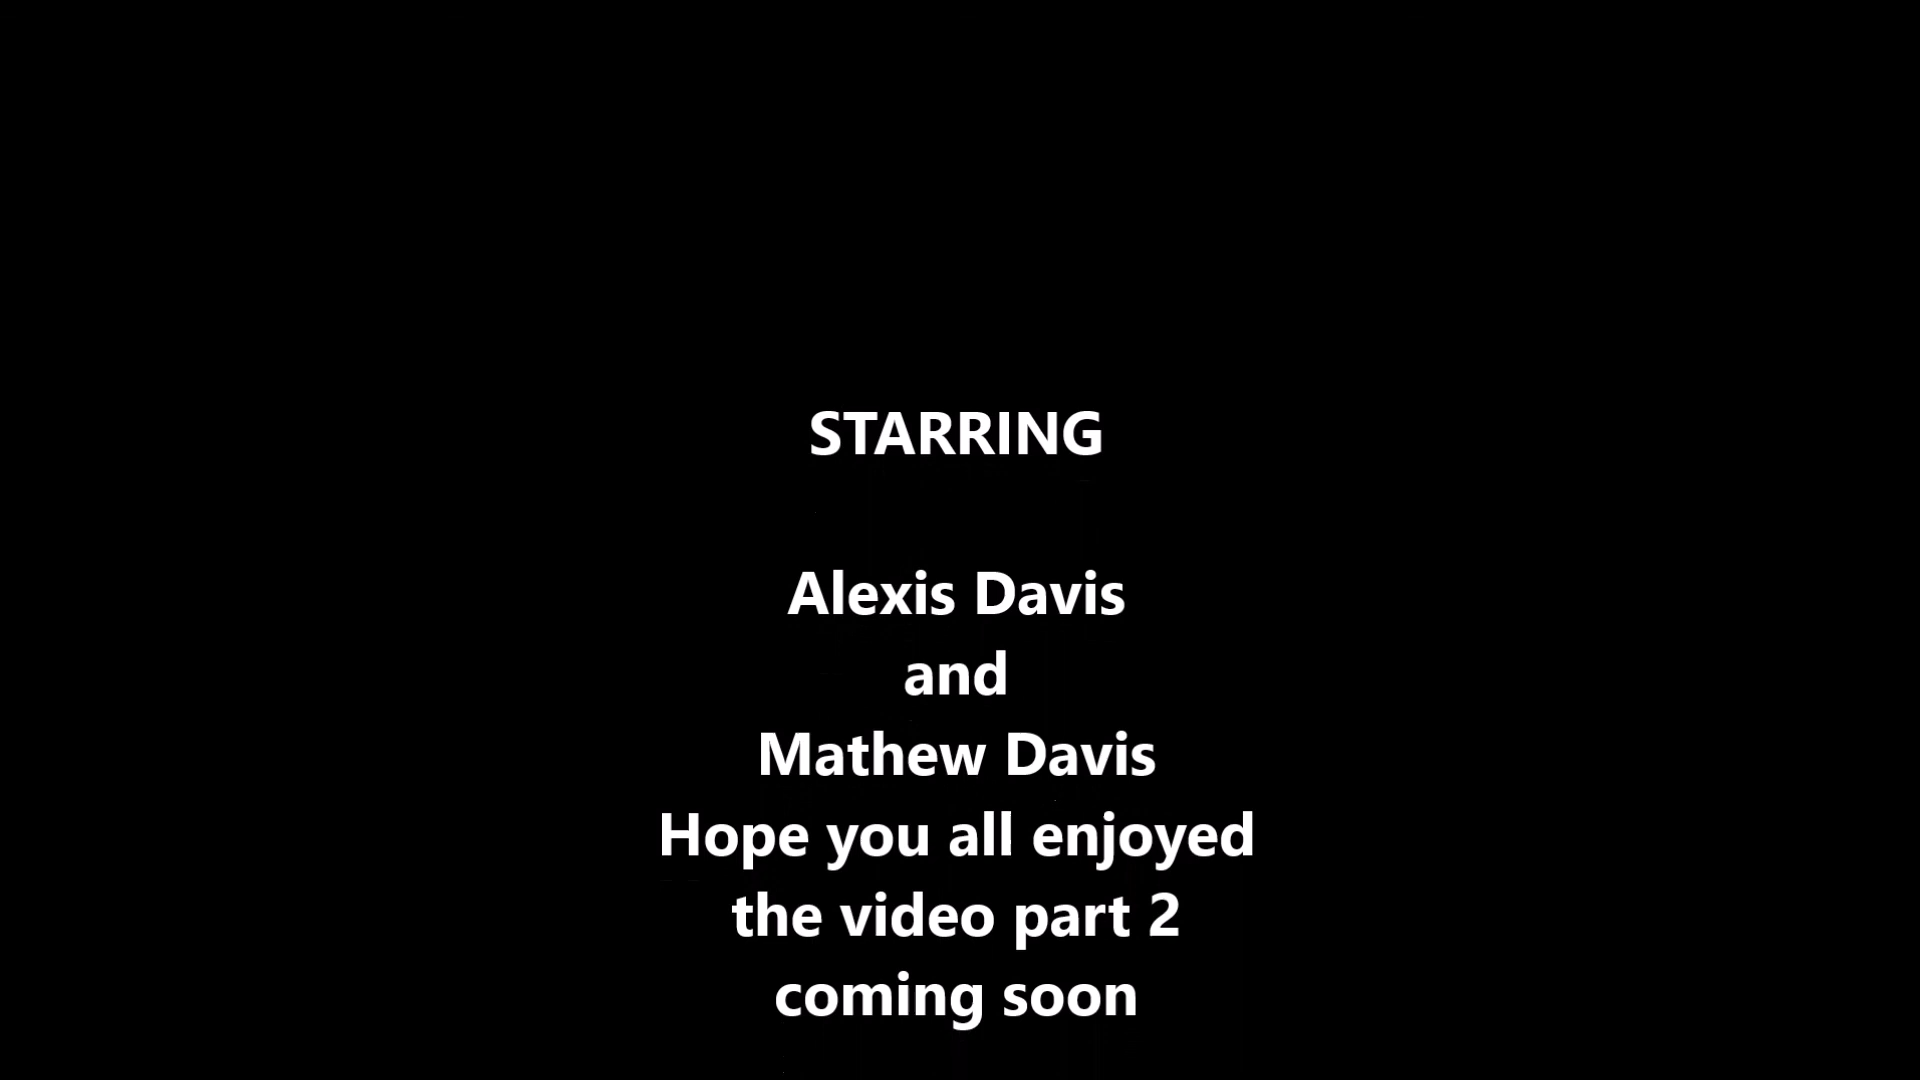 STARRING
Alexis Davis
and
Mathew Davis
Hope you all enjoyed
the video part 2
coming soon